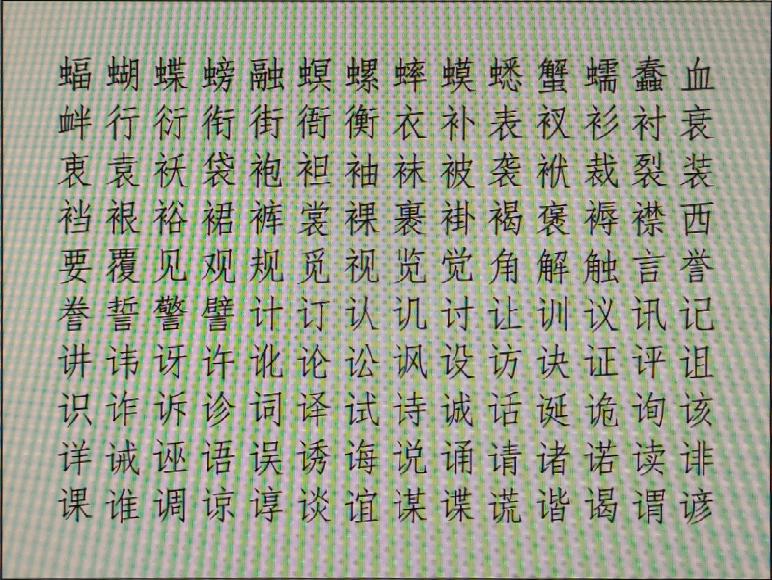 蝠蝴蝶螃融螟螺蟀蟆蟋蟹蠕蠢血
衅行衍衔街衙衡衣补表衩衫衬衰
衷袁袄袋袍袒袖袜被袭袱裁裂装
裆裉裕裙裤裳裸裹褂褐褒褥襟西
要覆见观规觅视览觉角解触言誉
誊誓警譬计订认讥讨让训议讯记
讲讳讶许讹论讼讽设访诀证评诅
识诈诉诊词译试诗诚话诞诡询该
详诫诬语误诱诲说诵请诸诺读诽
课谁调谅谆谈谊谋谍谎谐谒谓谚